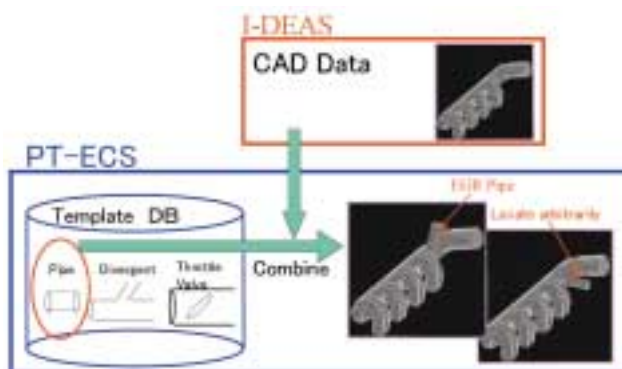 I-DEAS
CAD Data
PT-ECS
EGR Pipe
Locate arbitrarily
Template DB
Pipe Divergent Throttle
Valve
Combine